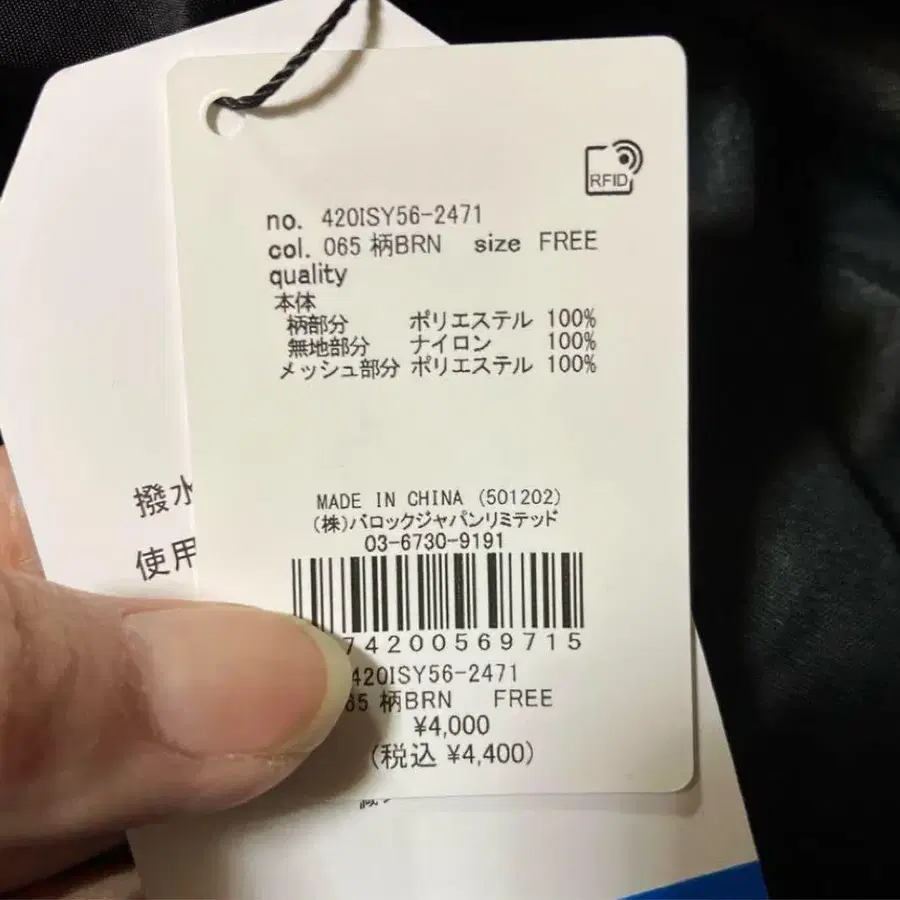 RFID
no. 420ISY56-2471
col. 065 柄BRN size FREE
quality
本体
柄部分 ポリエステル 100%
無地部分 ナイロン 100%
メッシュ部分 ポリエステル 100%
撥水
使用
MADE IN CHINA (501202)
(株)バロックジャパンリミテッド
03-6730-9191
74200569715
420ISY56-2471
65 柄BRN FREE
¥4,000
(税込 ¥4,400)